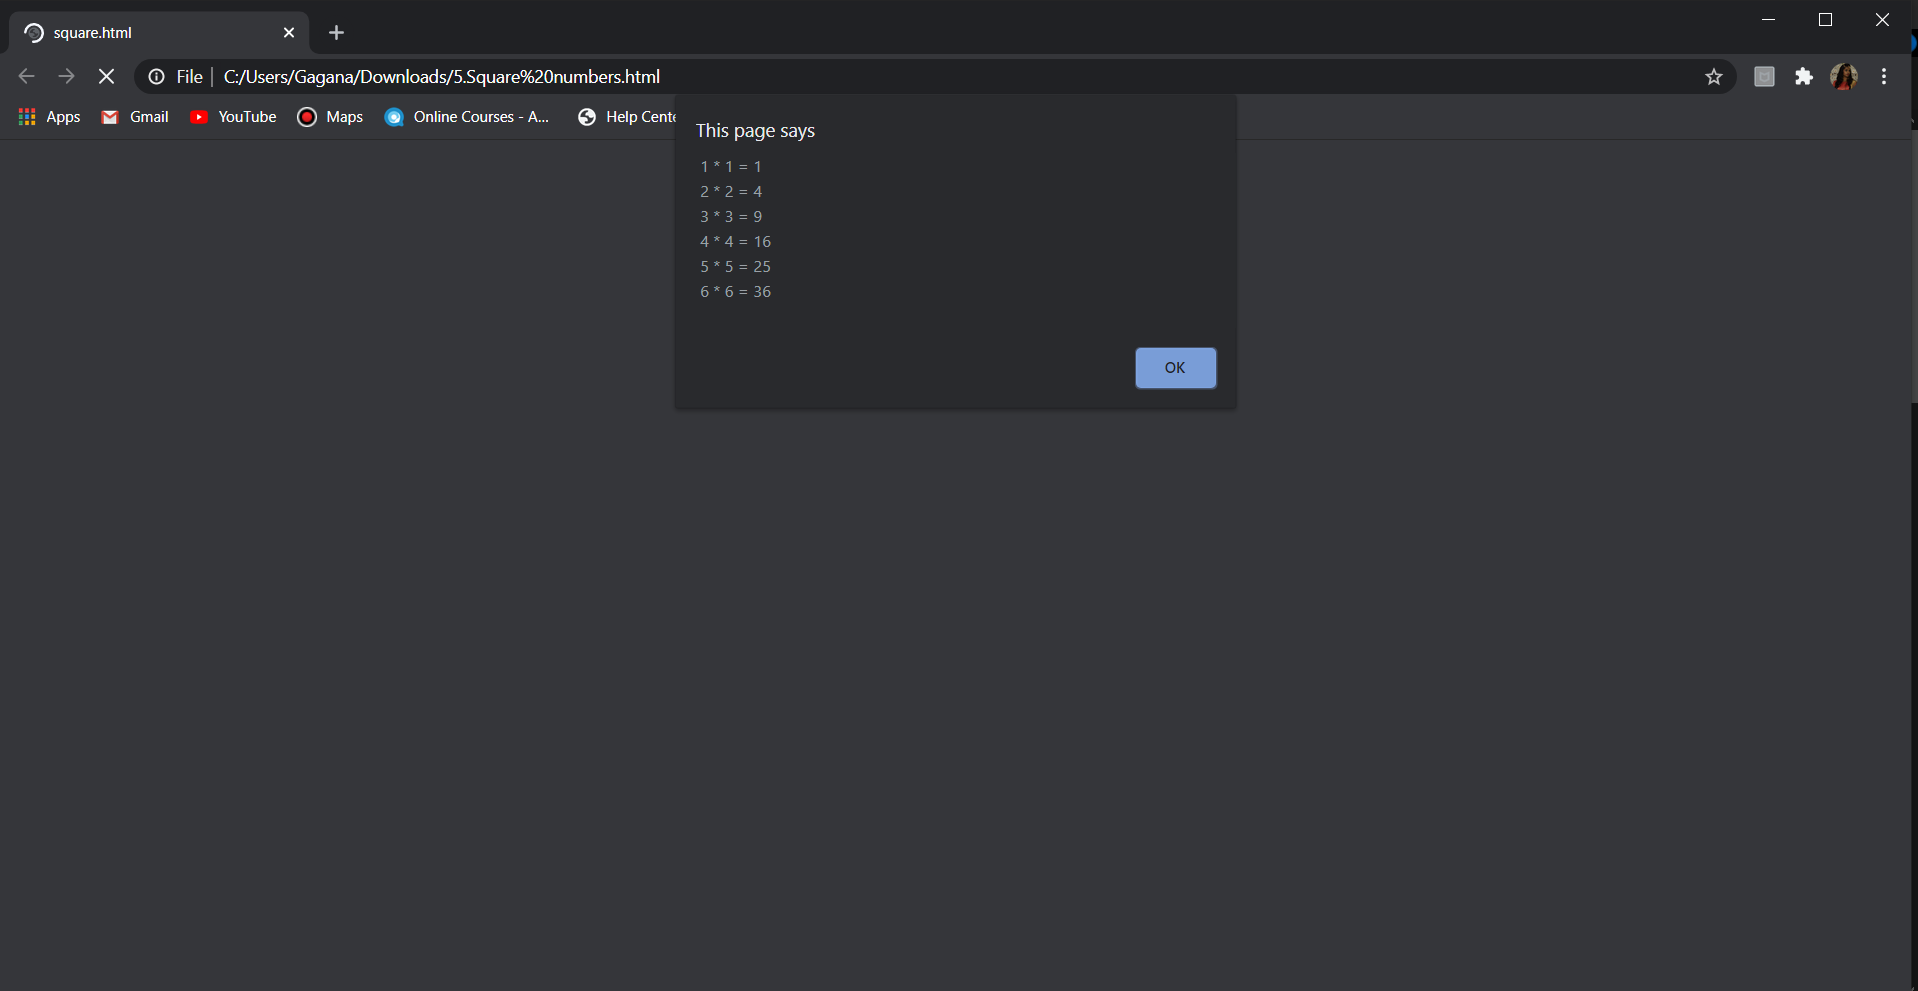 square.html
File
C:/Users/Gagana/Downloads/5.Square%20numbers.html
Apps
Gmail
YouTube
Maps
Online Courses - A...
Help Cente
This page says
1 * 1 = 1
2 * 2 = 4
3 * 3 = 9
4 * 4 = 16
5 * 5 = 25
6 * 6 = 36
OK